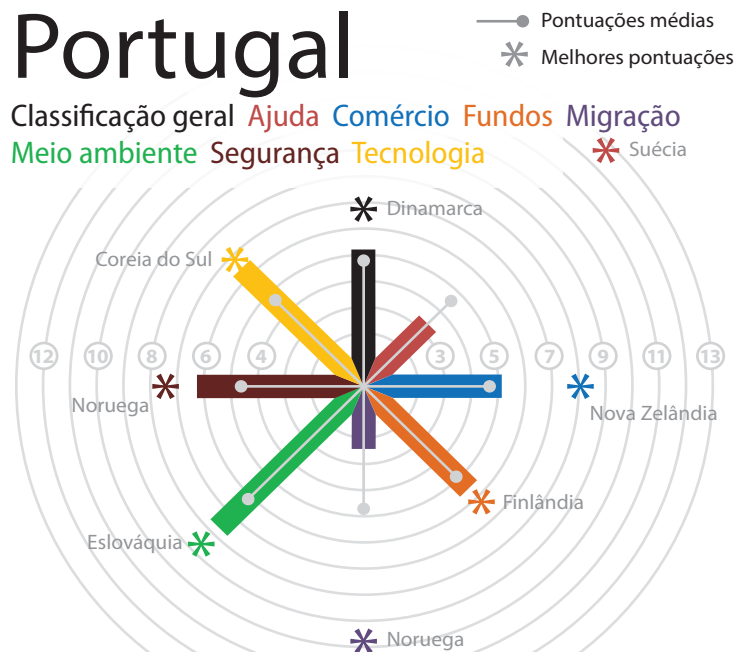 Portugal
Pontuações médias
Melhores pontuações
Classificação geral Ajuda Comércio Fundos Migração
Meio ambiente Segurança Tecnologia
Suécia
Dinamarca
Coreia do Sul
12 10 8 6 4 3 5 7 9 11 13
Noruega
Nova Zelândia
Finlândia
Eslováquia
Noruega